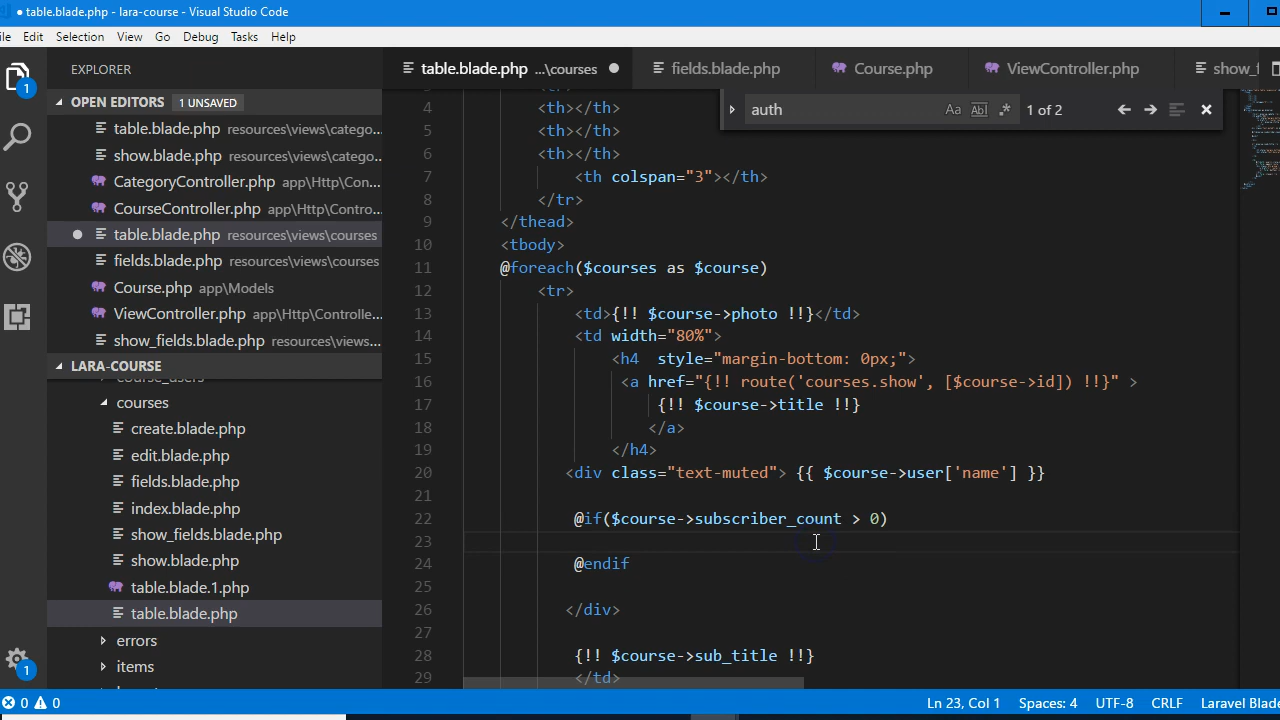 table.blade.php - lara-course - Visual Studio Code
Edit Selection View Go Debug Tasks Help
EXPLORER
table.blade.php ...\courses
fields.blade.php
Course.php
ViewController.php
show_f
1
OPEN EDITORS 1 UNSAVED
auth
Aa Abl .* 1 of 2
table.blade.php resources\views\catego...
show.blade.php resources\views\catego...
CategoryController.php app\Http\Con...
CourseController.php app\Http\Contro...
table.blade.php resources\views\courses
fields.blade.php resources\views\courses
Course.php app\Models
ViewController.php app\Http\Controlle...
show_fields.blade.php resources\views...
LARA-COURSE
course_users
courses
create.blade.php
edit.blade.php
fields.blade.php
index.blade.php
show_fields.blade.php
show.blade.php
table.blade.1.php
table.blade.php
errors
items
1
3 <tr>
4 <th></th>
5 <th></th>
6 <th></th>
7 <th colspan="3"></th>
8 </tr>
9 </thead>
10 <tbody>
11 @foreach($courses as $course)
12 <tr>
13 <td>{!! $course->photo !!}</td>
14 <td width="80%">
15 <h4  style="margin-bottom: 0px;">
16 <a href="{!! route('courses.show', [$course->id]) !!}" >
17 {!! $course->title !!}
18 </a>
19 </h4>
20 <div class="text-muted"> {{ $course->user['name'] }}
21
22 @if($course->subscriber_count > 0)
23
24 @endif
25
26 </div>
27
28 {!! $course->sub_title !!}
29 </td>
0 0
Ln 23, Col 1 Spaces: 4 UTF-8 CRLF Laravel Blade